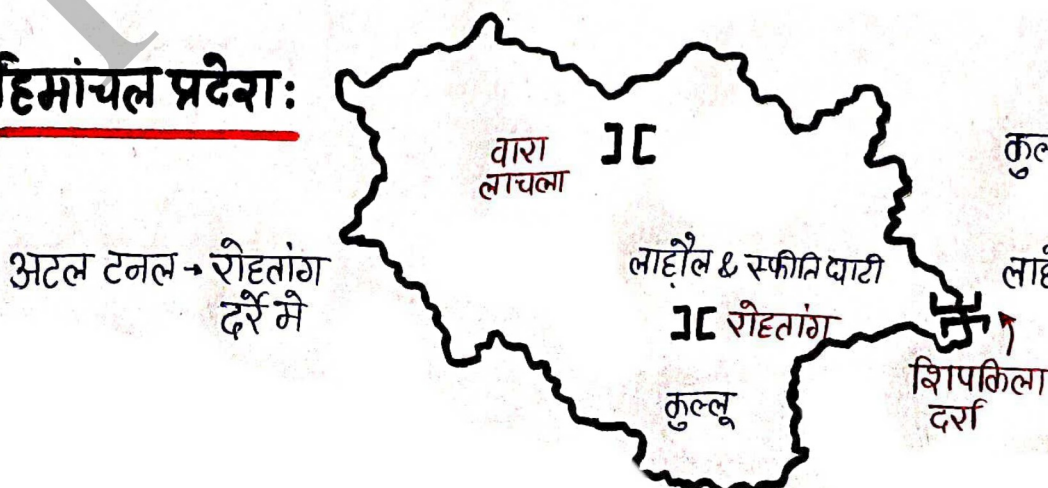 हिमांचल प्रदेश:
वारा
लाचला
अटल टनल → रोहतांग
दर्रे मे
लाहौल & स्फीति घाटी
रोहतांग
कुल्लू
शिपकिला
दर्रा